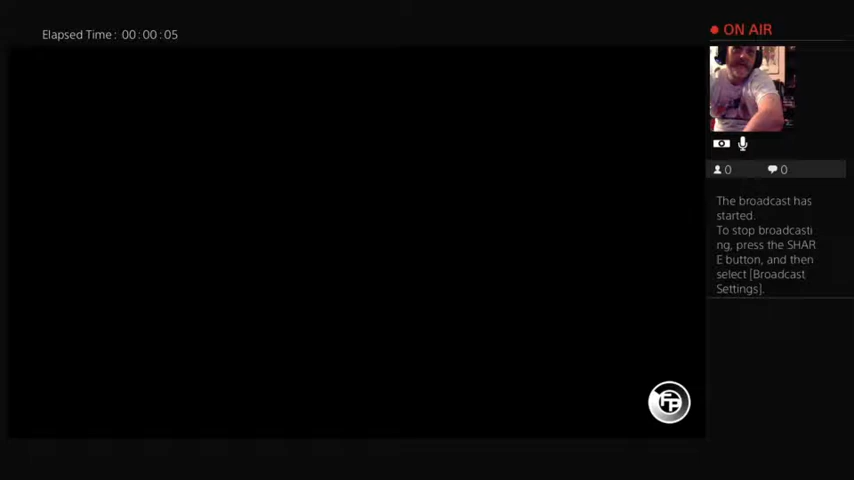 Elapsed Time: 00:00:05
ON AIR
0 0
The broadcast has
started.
To stop broadcasti
ng, press the SHAR
E button, and then
select [Broadcast
Settings].